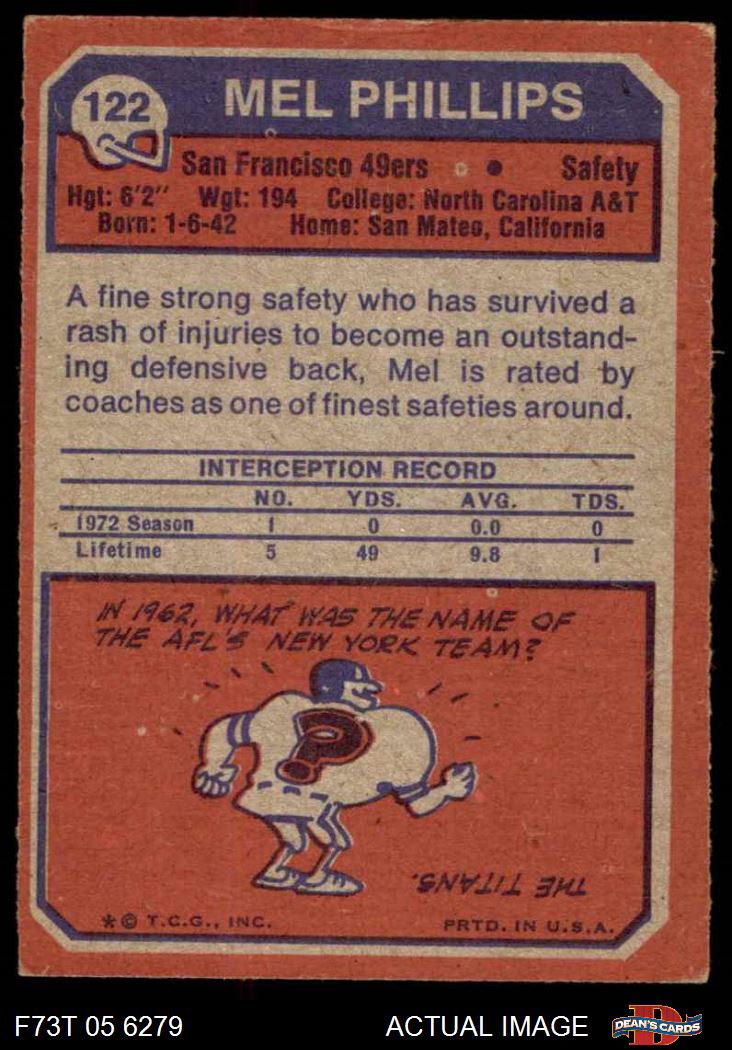 122 MEL PHILLIPS
San Francisco 49ers Safety
Hgt: 6'2" Wgt: 194 College: North Carolina A&T
Born: 1-6-42 Home: San Mateo, California
A fine strong safety who has survived a
rash of injuries to become an outstand-
ing defensive back, Mel is rated by
coaches as one of finest safeties around.
INTERCEPTION RECORD
NO. YDS. AVG. TDS.
1972 Season 1 0 0.0 0
Lifetime 5 49 9.8 1
IN 1962, WHAT WAS THE NAME OF
THE AFL'S NEW YORK TEAM?
?
THE TITANS.
*© T.C.G., INC. PRTD. IN U.S.A.
F73T 05 6279 ACTUAL IMAGE D DEAN'S CARDS